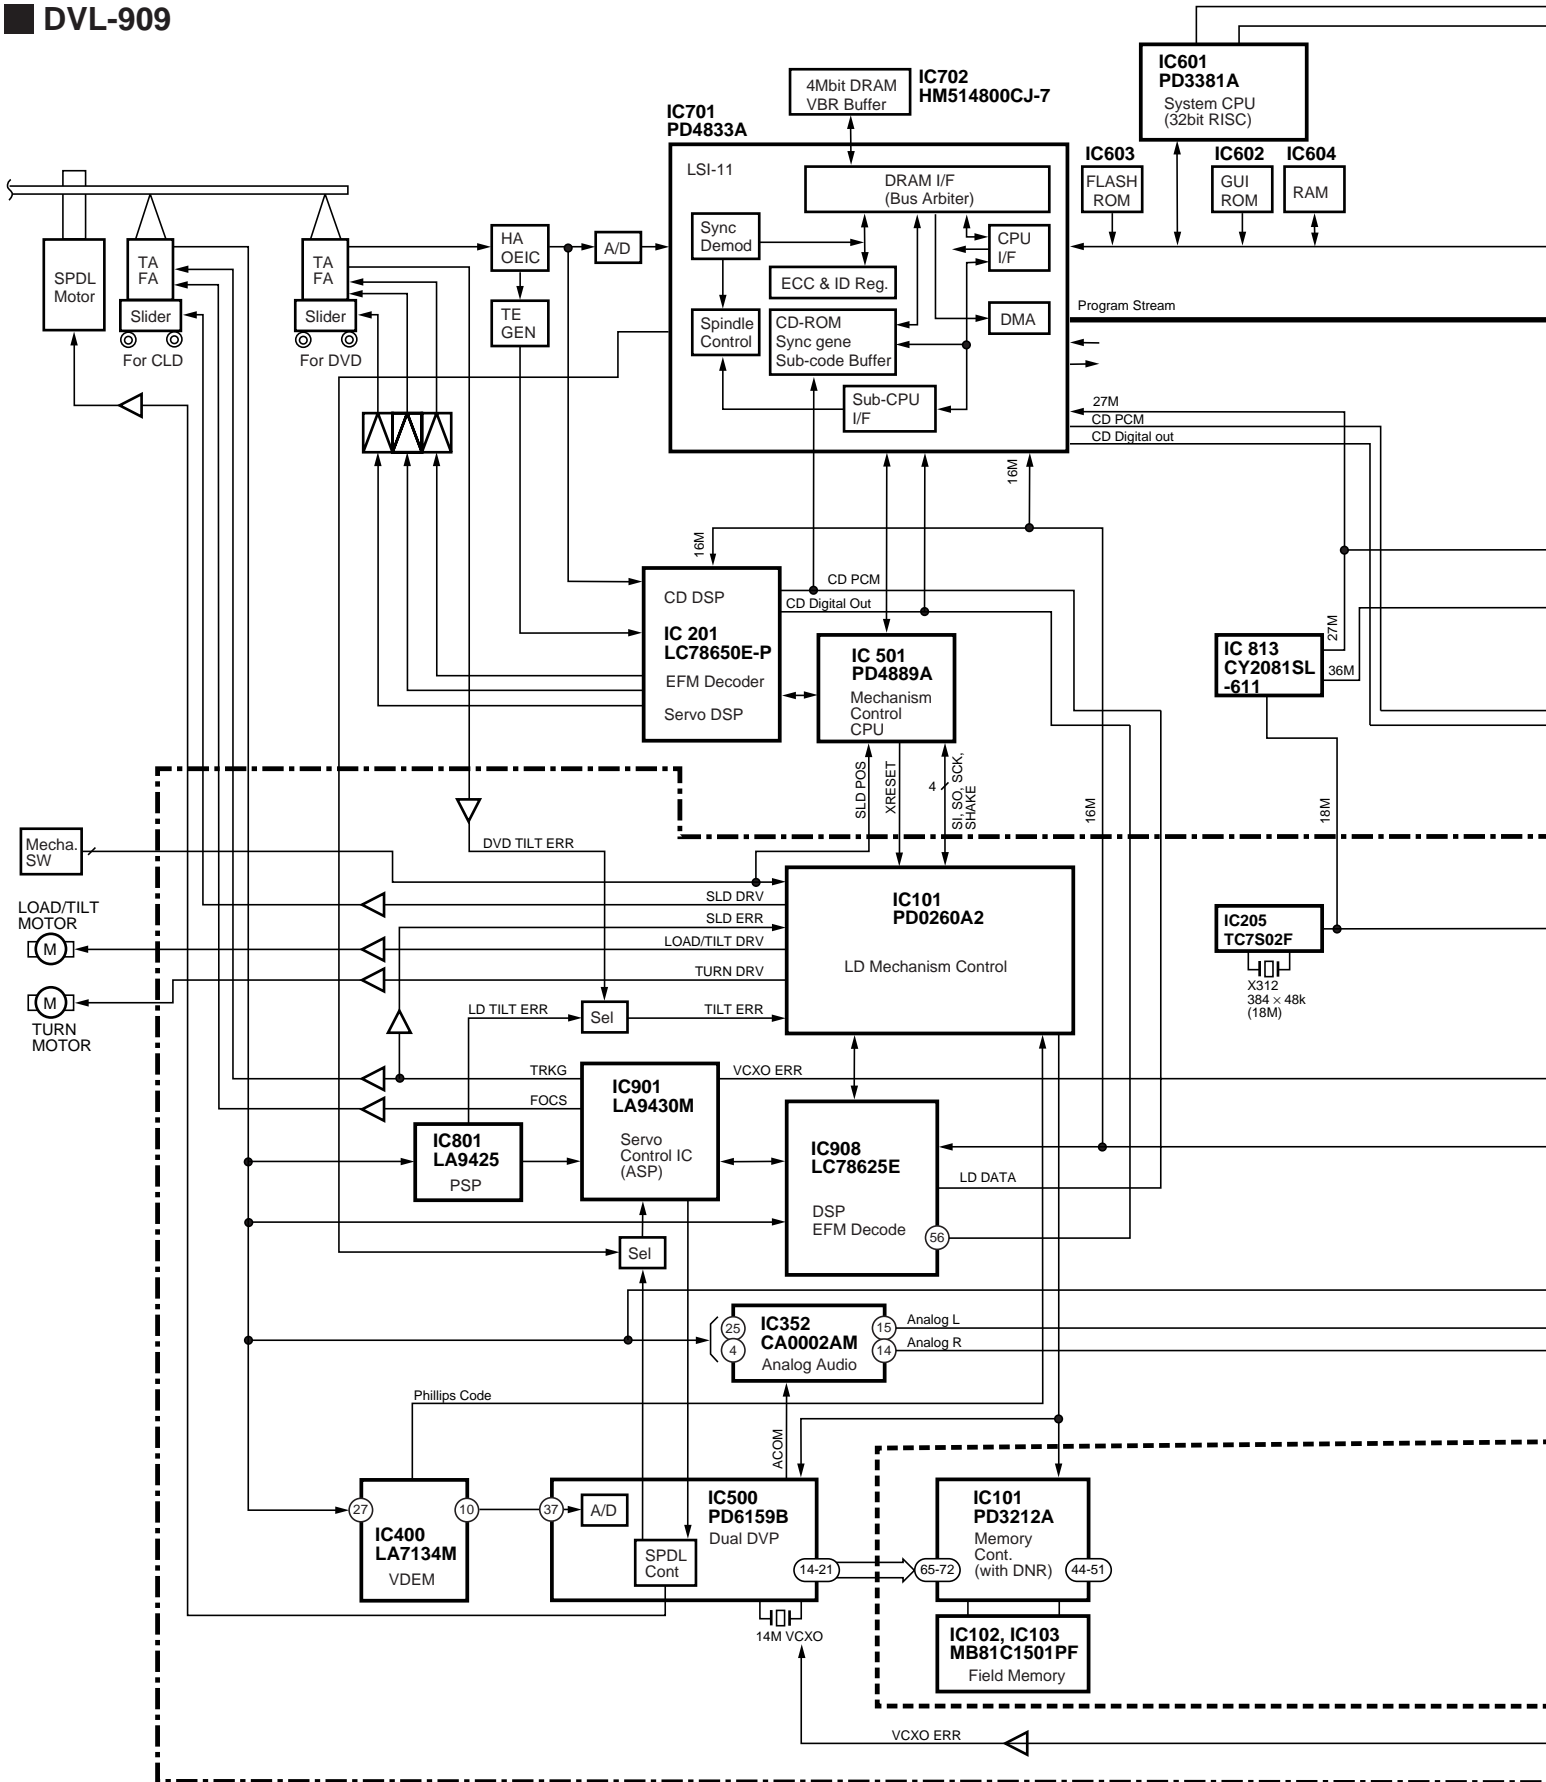 DVL-909
IC601
PD3381A
System CPU
(32bit RISC)
4Mbit DRAM
VBR Buffer
IC702
HM514800CJ-7
IC701
PD4833A
LSI-11
DRAM I/F
(Bus Arbiter)
IC603
FLASH
ROM
IC602
GUI
ROM
IC604
RAM
Sync
Demod
CPU
I/F
ECC & ID Reg.
Spindle
Control
CD-ROM
Sync gene
Sub-code Buffer
DMA
Sub-CPU
I/F
SPDL
Motor
TA
FA
Slider
For CLD
TA
FA
Slider
For DVD
HA
OEIC
A/D
TE
GEN
Program Stream
27M
CD PCM
CD Digital out
16M
16M
CD DSP
IC 201
LC78650E-P
EFM Decoder
Servo DSP
CD PCM
CD Digital Out
IC 501
PD4889A
Mechanism
Control
CPU
IC 813
CY2081SL
-611
27M
36M
SLD POS
XRESET
4
SI, SO, SCK,
SHAKE
16M
18M
Mecha.
SW
DVD TILT ERR
LOAD/TILT
MOTOR
M
M
TURN
MOTOR
SLD DRV
SLD ERR
LOAD/TILT DRV
TURN DRV
LD TILT ERR
Sel
TILT ERR
IC101
PD0260A2
LD Mechanism Control
IC205
TC7S02F
X312
384 × 48k
(18M)
TRKG
FOCS
IC901
LA9430M
Servo
Control IC
(ASP)
VCXO ERR
IC801
LA9425
PSP
IC908
LC78625E
DSP
EFM Decode
56
LD DATA
Sel
25
4
IC352
CA0002AM
Analog Audio
15
14
Analog L
Analog R
Phillips Code
ACOM
27
10
IC400
LA7134M
VDEM
37
A/D
IC500
PD6159B
Dual DVP
SPDL
Cont
14-21
14M VCXO
65-72
IC101
PD3212A
Memory
Cont.
(with DNR)
44-51
IC102, IC103
MB81C1501PF
Field Memory
VCXO ERR